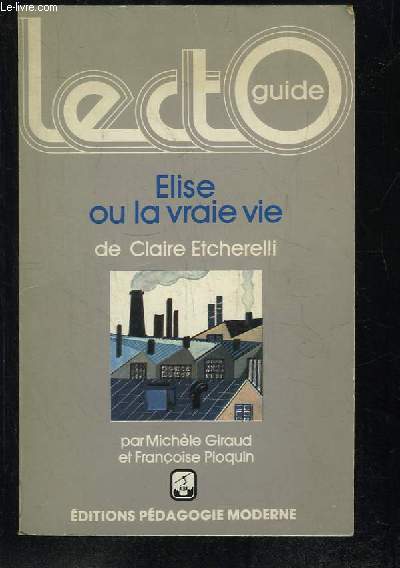 Le-livre.com
lectO
guide
Elise
ou la vraie vie
de Claire Etcherelli
par Michèle Giraud
et Françoise Ploquin
ÉDITIONS PÉDAGOGIE MODERNE